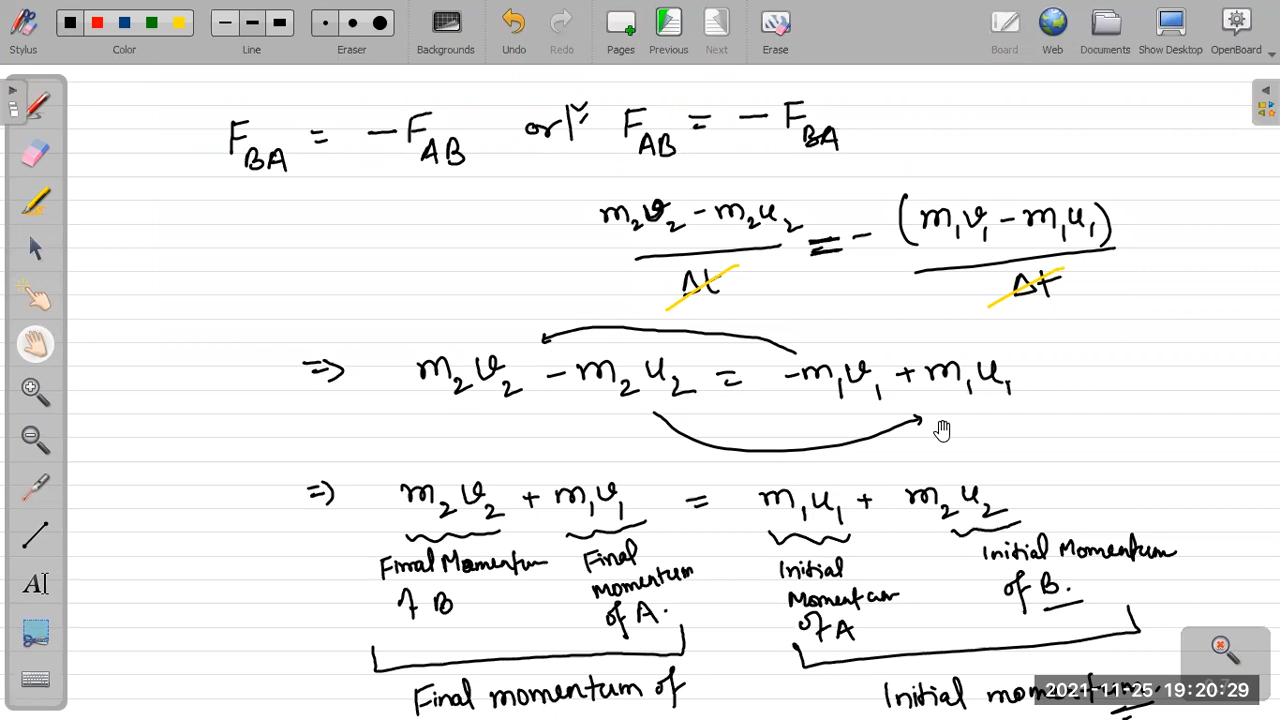 Stylus Color Line Eraser Backgrounds Undo Redo Pages Previous Next Erase Board Web Documents Show Desktop OpenBoard
F_BA = -F_AB or F_AB = - F_BA
m₂v₂ - m₂u₂ / Δt = - (m₁v₁ - m₁u₁) / Δt
⇒ m₂v₂ - m₂u₂ = -m₁v₁ + m₁u₁
⇒ m₂v₂ + m₁v₁ = m₁u₁ + m₂u₂
Final Momentum of B
Final momentum of A.
Initial Momentum of A
Initial Momentum of B.
Final momentum of
Initial momentum
2021-11-25 19:20:29